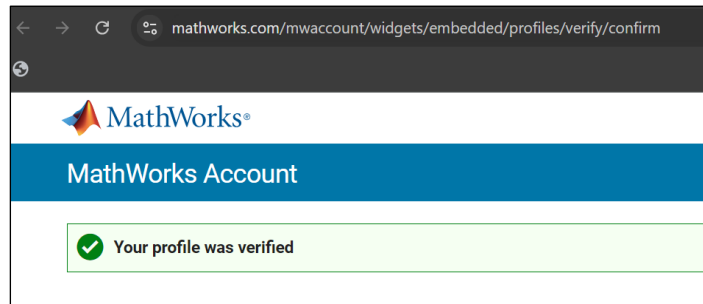 mathworks.com/mwaccount/widgets/embedded/profiles/verify/confirm
MathWorks®
MathWorks Account
Your profile was verified